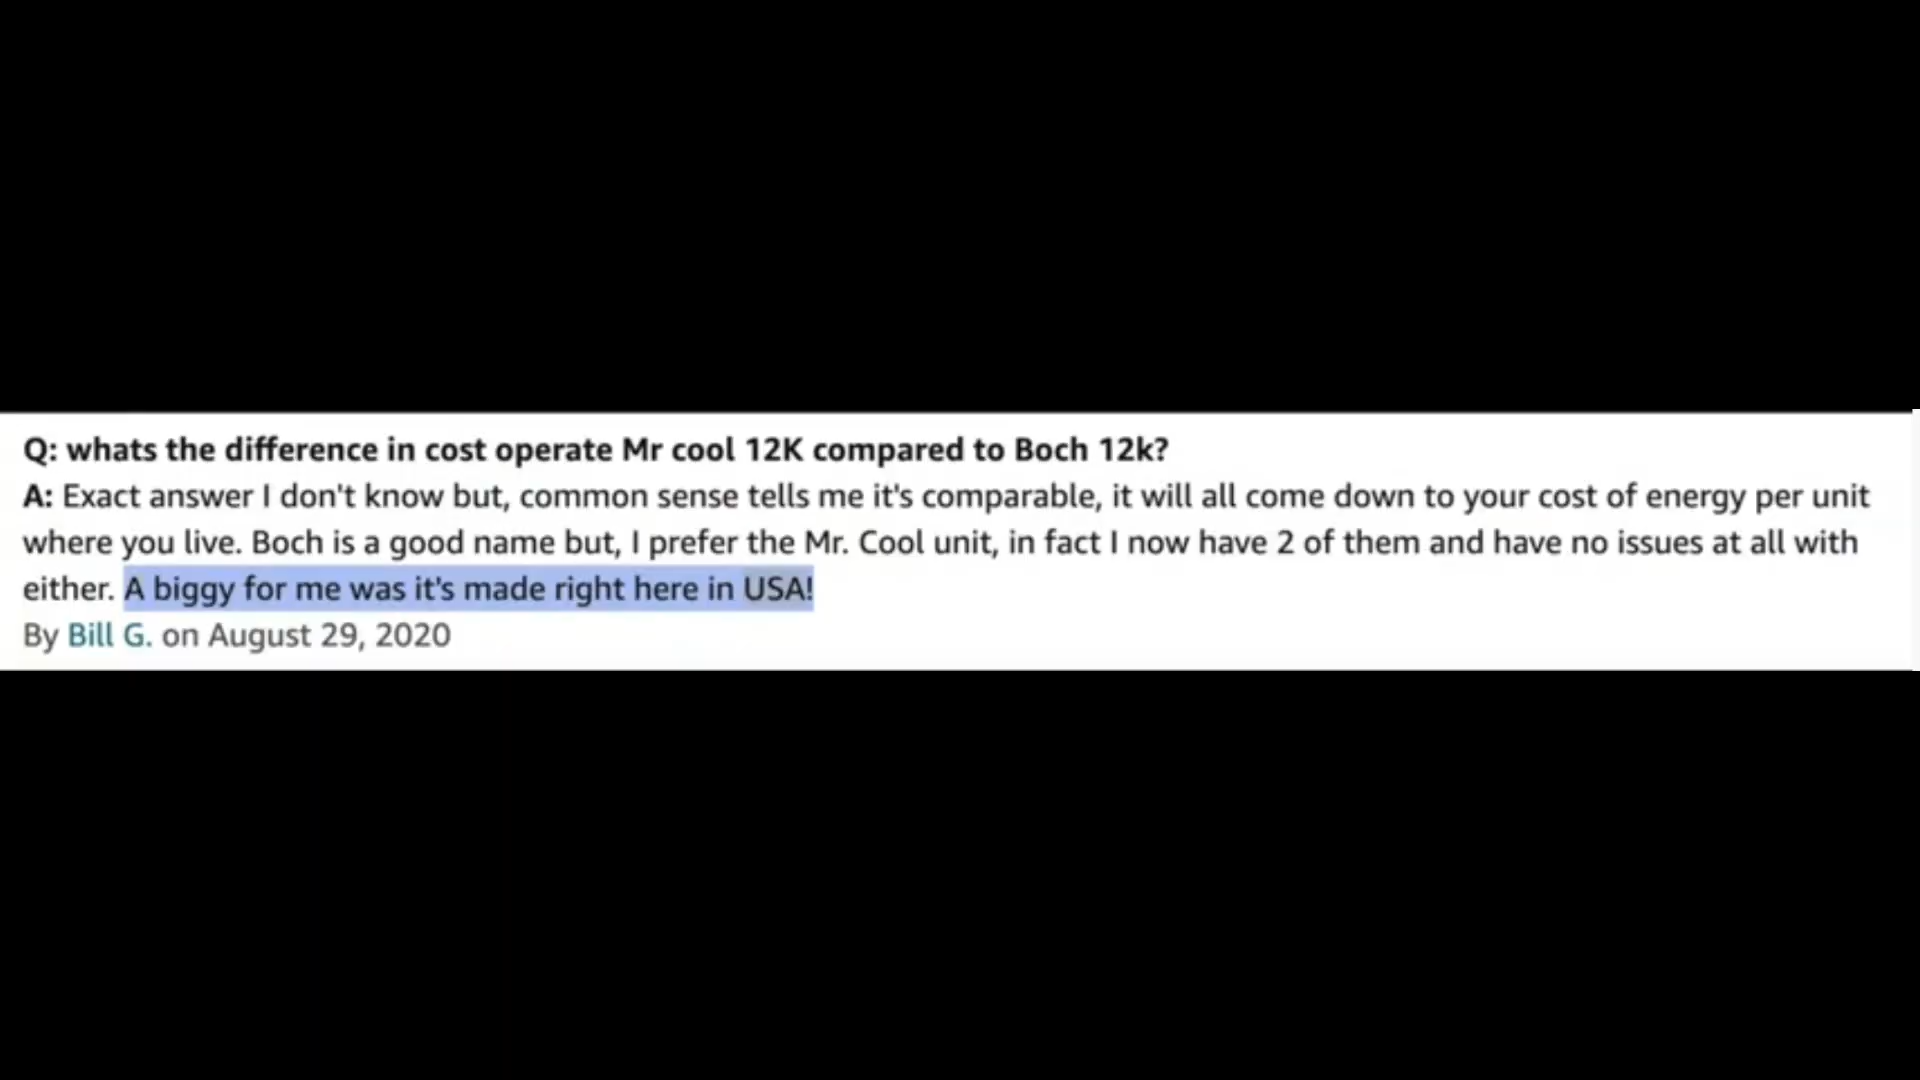 Q: whats the difference in cost operate Mr cool 12K compared to Boch 12k?
A: Exact answer I don't know but, common sense tells me it's comparable, it will all come down to your cost of energy per unit
where you live. Boch is a good name but, I prefer the Mr. Cool unit, in fact I now have 2 of them and have no issues at all with
either. A biggy for me was it's made right here in USA!
By Bill G. on August 29, 2020